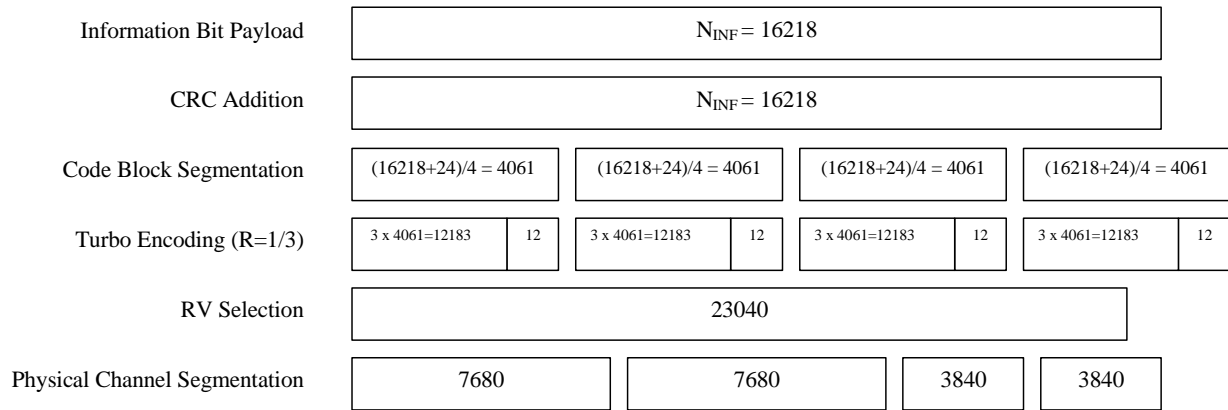 Information Bit Payload N_INF = 16218
CRC Addition N_INF = 16218
Code Block Segmentation (16218+24)/4 = 4061 (16218+24)/4 = 4061 (16218+24)/4 = 4061 (16218+24)/4 = 4061
Turbo Encoding (R=1/3) 3 x 4061=12183 12 3 x 4061=12183 12 3 x 4061=12183 12 3 x 4061=12183 12
RV Selection 23040
Physical Channel Segmentation 7680 7680 3840 3840